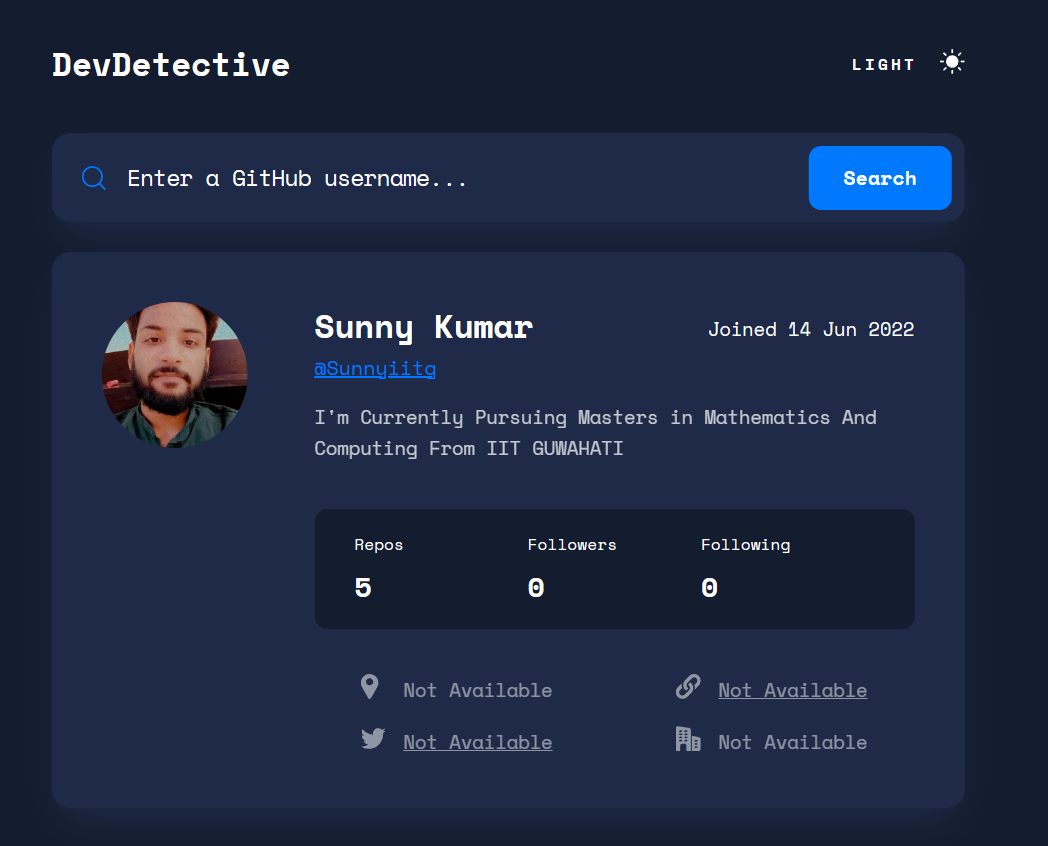 DevDetective
LIGHT
Enter a GitHub username...
Search
Sunny Kumar
Joined 14 Jun 2022
@Sunnyiitg
I'm Currently Pursuing Masters in Mathematics And
Computing From IIT GUWAHATI
Repos Followers Following
5 0 0
Not Available Not Available
Not Available Not Available